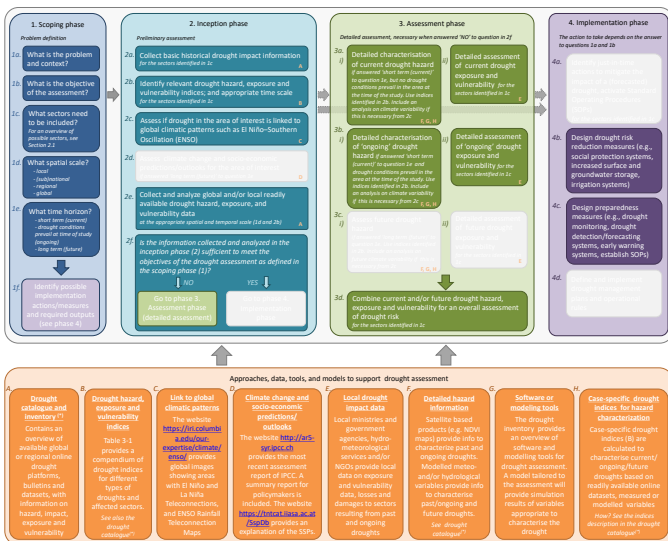 1. Scoping phase
Problem definition
1a.
What is the problem
and context?
1b.
What is the objective
of the assessment?
1c.
What sectors need
to be included?
For an overview of
possible sectors, see
Section 2.1
1d.
What spatial scale?
- local
- (sub)national
- regional
- global
1e.
What time horizon?
- short term (current)
- drought conditions
prevail at time of study
(ongoing)
- long term (future)
1f.
Identify possible
implementation
actions/measures
and required outputs
(see phase 4)
2. Inception phase
Preliminary assessment
2a.
Collect basic historical drought impact information
for the sectors identified in 1c
A
2b.
Identify relevant drought, exposure and
vulnerability indices; and appropriate time scale
for the sectors identified in 1c
B
2c.
Assess if drought in the area of interest is linked to
global climatic patterns such as El Niño–Southern
Oscillation (ENSO)
C
2d.
D
2e.
Collect and analyze global and/or local readily
available drought hazard, exposure, and
vulnerability data
at the appropriate spatial and temporal scale (1d and 2b)
A
2f.
Is the information collected and analyzed in the
inception phase (2) sufficient to meet the
objectives of the drought assessment as defined in
the scoping phase (1)?
NO
YES
Go to phase 3.
Assessment phase
(detailed assessment)
3. Assessment phase
Detailed assessment, necessary when answered 'NO' to question in 2f
3a.
i)
Detailed characterisation
of current drought hazard
if answered 'short term (current)'
to question 1e, but no drought
conditions prevail in the area of
the time of the study. Use indices
identified in 2b. Include an
analysis on climate variability if
this is necessary from 2c
F, G, H
ii)
Detailed assessment
of current drought
exposure and
vulnerability for the
sectors identified in 1c
E
3b.
i)
Detailed characterisation
of 'ongoing' drought
hazard if answered 'short term
(current)' to question 1e and
drought conditions prevail in the
area at the time of the study. Use
indices identified in 2b. Include an
analysis on climate variability if
this is necessary from 2c
F, G, H
ii)
Detailed assessment
of 'ongoing' drought
exposure and
vulnerability for the
sectors identified in 1c
E
3c.
i)
F, G, H
ii)
E
3d.
Combine current and/or future drought hazard,
exposure and vulnerability for an overall assessment
of drought risk
for the sectors identified in 1c
4. Implementation phase
The action to take depends on the answer
to questions 1a and 1b
4a.
4b.
Design drought risk
reduction measures (e.g.,
social protection systems,
increased surface and
groundwater storage,
irrigation systems)
4c.
Design preparedness
measures (e.g., drought
monitoring, drought
detection/forecasting
systems, early warning
systems, establish SOPs)
4d.
Approaches, data, tools, and models to support drought assessment
A.
Drought
catalogue and
inventory (*)
Contains an
overview of
available global
or regional online
drought
platforms,
bulletins and
datasets, with
information on
hazard, impact,
exposure and
vulnerability
B.
Drought hazard,
exposure and
vulnerability
indices
Table 3-1
provides a
compendium of
drought indices
for different
types of
droughts and
affected sectors.
See also the
drought
catalogue(*)
C.
Link to global
climatic patterns
The website
https://iri.columbi
a.edu/our-
expertise/climate/
enso/ provides
global images
showing areas
with El Niño and
La Niña
Teleconnections,
and ENSO Rainfall
Teleconnection
Maps
D.
Climate change and
socio-economic
predictions/
outlooks
The website http://ar5-
syr.ipcc.ch
provides the most
recent assessment
report of IPCC. A
summary report for
policymakers is
included. The website
https://tntcat.iiasa.ac.at
/SspDb provides an
explanation of the SSPs.
E.
Local drought
impact data
Local ministries and
government
agencies, hydro-
meteorological
services and/or
NGOs provide local
data on exposure
and vulnerability
data, losses and
damages to sectors
resulting from past
and ongoing
droughts
F.
Detailed hazard
information
Satellite based
products (e.g. NDVI
maps) provide info to
characterize past and
ongoing droughts.
Modelled meteo-
and/or hydrological
variables provide info
to characterise
past/ongoing and
future droughts.
See drought
catalogue(*)
G.
Software or
modeling tools
The drought
inventory provides
an overview of
software and
modelling tools for
drought assessment.
A model tailored to
the assessment will
provide simulation
results of variables
appropriate to
characterise the
drought
H.
Case-specific drought
indices for hazard
characterization
Case-specific drought
indices (B) are
calculated to
characterise current/
ongoing/future
droughts based on
readily available online
datasets, measured or
modelled variables
How? See the indices
description in the drought
catalogue(*)